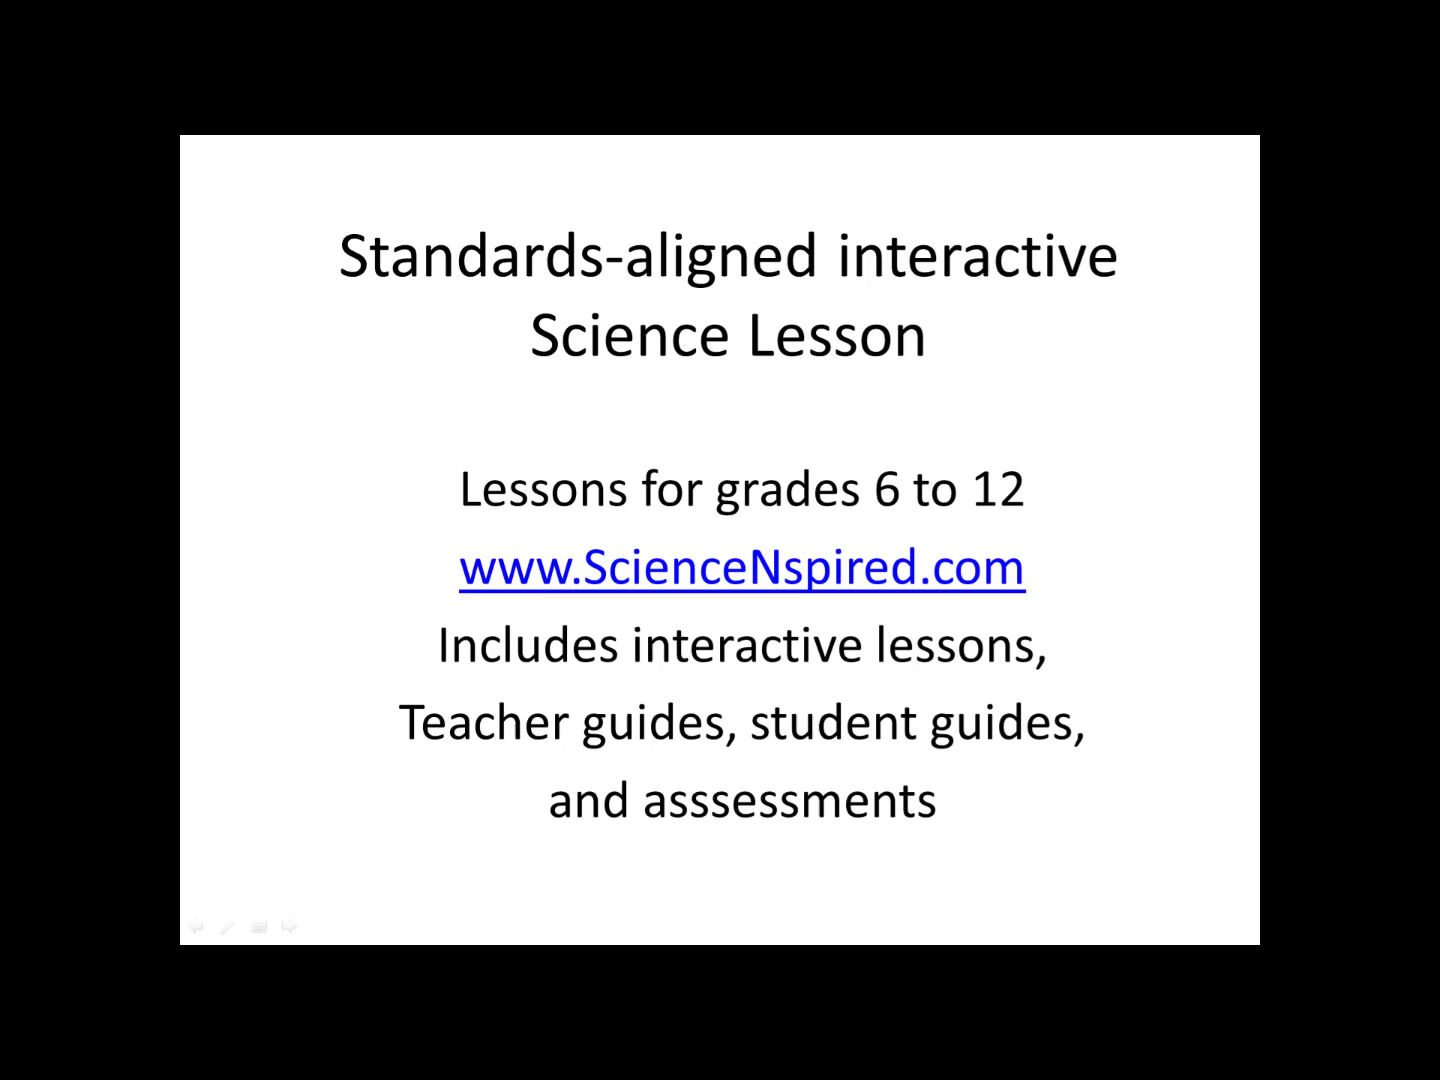 Standards-aligned interactive
Science Lesson
Lessons for grades 6 to 12
www.ScienceNspired.com
Includes interactive lessons,
Teacher guides, student guides,
and asssessments